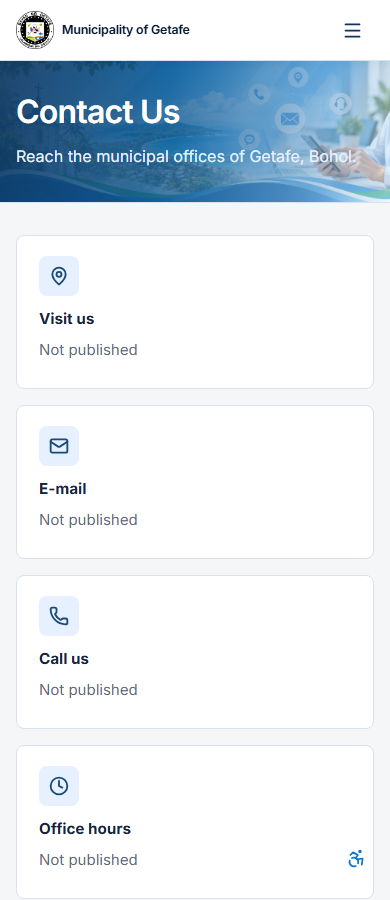 Municipality of Getafe
Contact Us
Reach the municipal offices of Getafe, Bohol.
Visit us
Not published
E-mail
Not published
Call us
Not published
Office hours
Not published